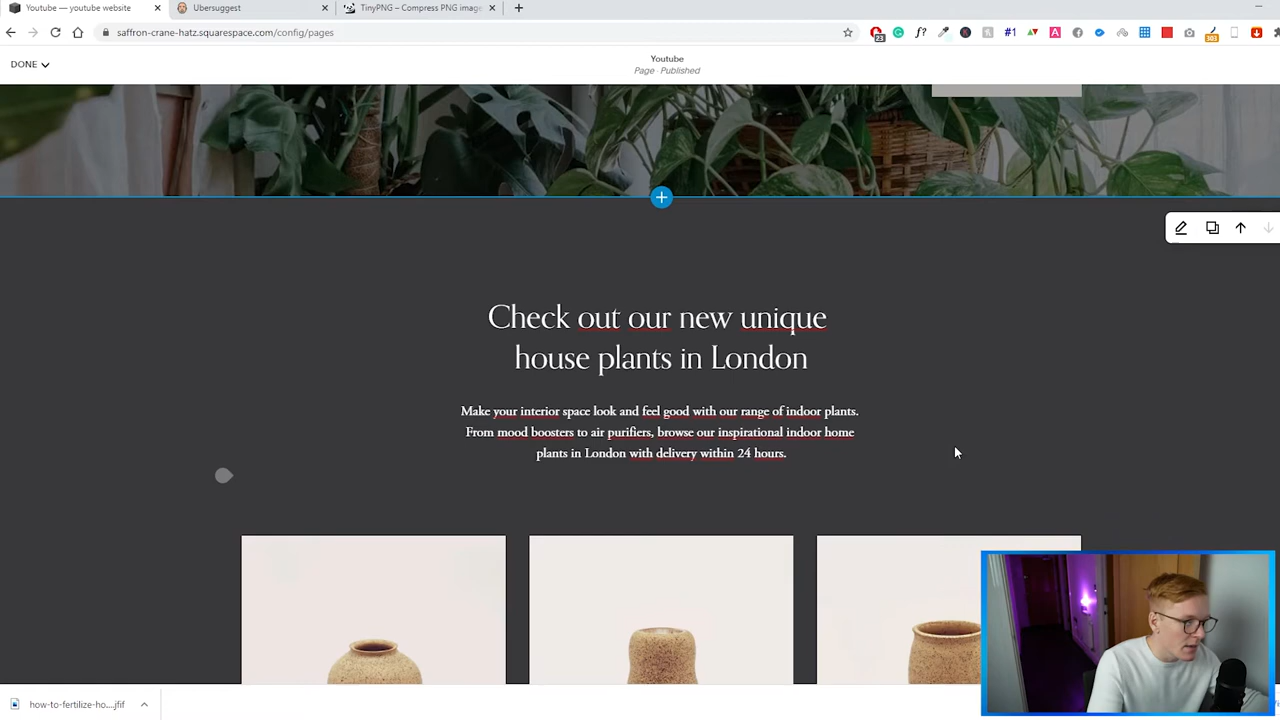 Youtube — youtube website
Ubersuggest
TinyPNG – Compress PNG image
saffron-crane-hatz.squarespace.com/config/pages
23
f?
#1
A
303
DONE
Youtube
Page · Published
Check out our new unique
house plants in London
Make your interior space look and feel good with our range of indoor plants.
From mood boosters to air purifiers, browse our inspirational indoor home
plants in London with delivery within 24 hours.
how-to-fertilize-ho....jfif